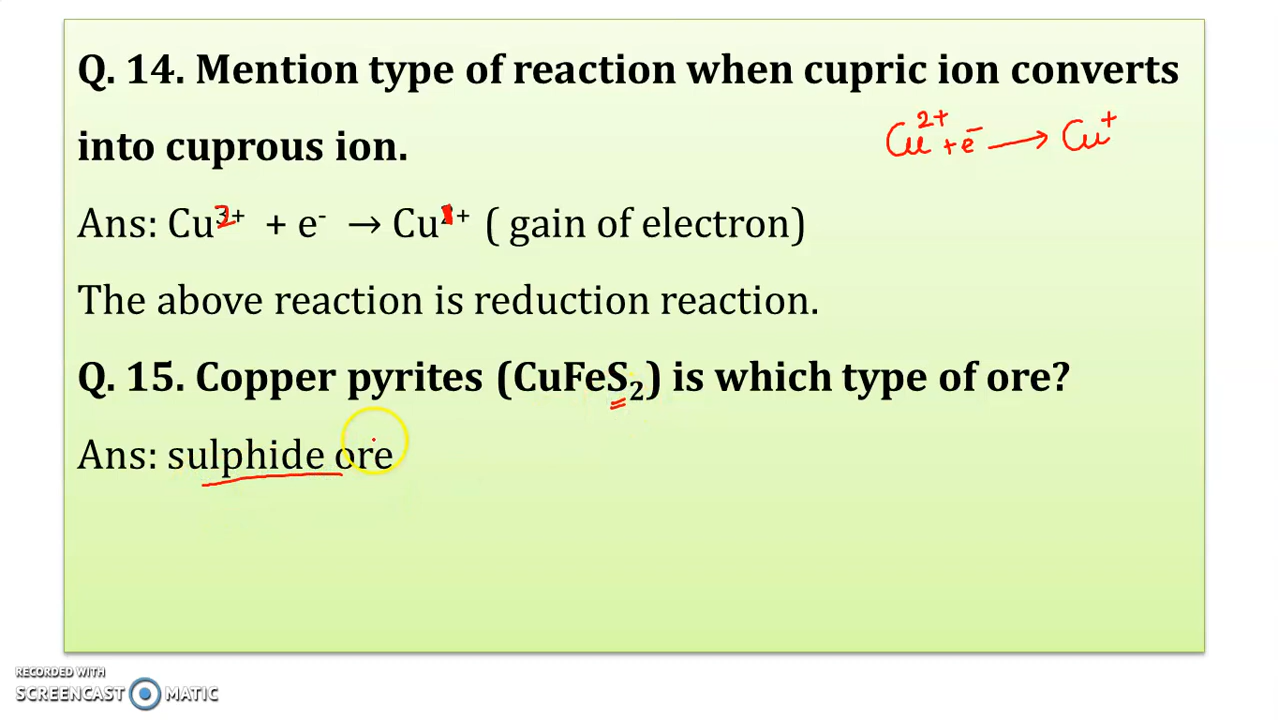 Q. 14. Mention type of reaction when cupric ion converts
into cuprous ion.
Cu²⁺ + e⁻ → Cu⁺
Ans: Cu²⁺ + e⁻ → Cu¹⁺ ( gain of electron)
The above reaction is reduction reaction.
Q. 15. Copper pyrites (CuFeS₂) is which type of ore?
Ans: sulphide ore
RECORDED WITH
SCREENCAST MATIC